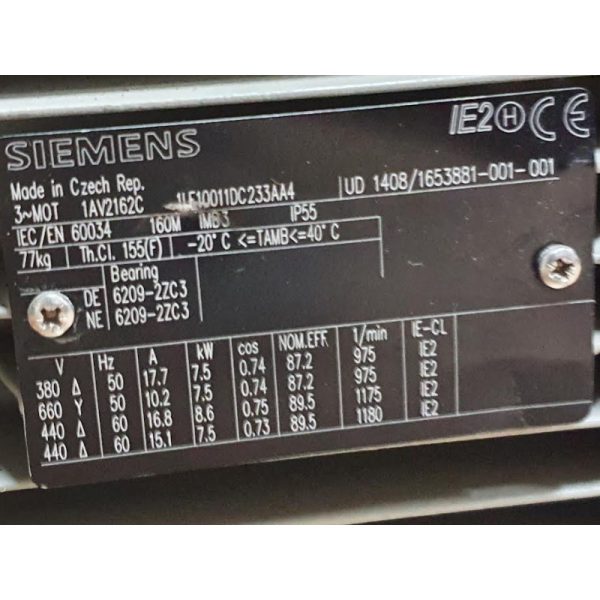 SIEMENS IE2 H CE
Made in Czech Rep.
3~MOT 1AV2162C 1LE10011DC233AA4 UD 1408/1653881-001-001
IEC/EN 60034 160M IMB3 IP55
77kg Th.Cl. 155(F) -20°C <=TAMB<=40°C
Bearing
DE 6209-2ZC3
NE 6209-2ZC3
V Hz A kW cos NOM.EFF. 1/min IE-CL
380 Δ 50 17.7 7.5 0.74 87.2 975 IE2
660 Y 50 10.2 7.5 0.74 87.2 975 IE2
440 Δ 60 16.8 8.6 0.75 89.5 1175 IE2
440 Δ 60 15.1 7.5 0.73 89.5 1180 IE2